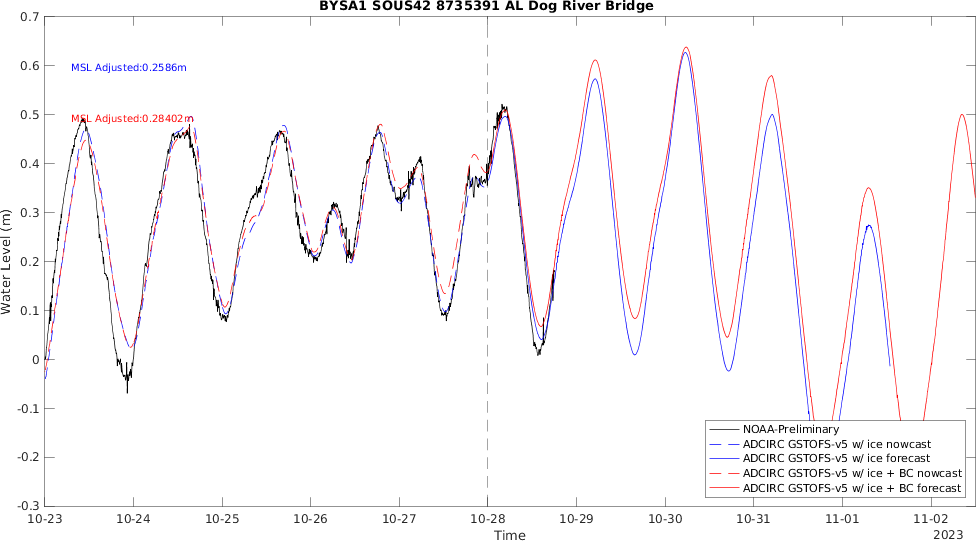 BYSA1 SOUS42 8735391 AL Dog River Bridge
0.7
0.6
0.5
0.4
0.3
0.2
0.1
0
-0.1
-0.2
-0.3
Water Level (m)
MSL Adjusted:0.2586m
MSL Adjusted:0.28402m
NOAA-Preliminary
ADCIRC GSTOFS-v5 w/ ice nowcast
ADCIRC GSTOFS-v5 w/ ice forecast
ADCIRC GSTOFS-v5 w/ ice + BC nowcast
ADCIRC GSTOFS-v5 w/ ice + BC forecast
10-23 10-24 10-25 10-26 10-27 10-28 10-29 10-30 10-31 11-01 11-02
Time
2023